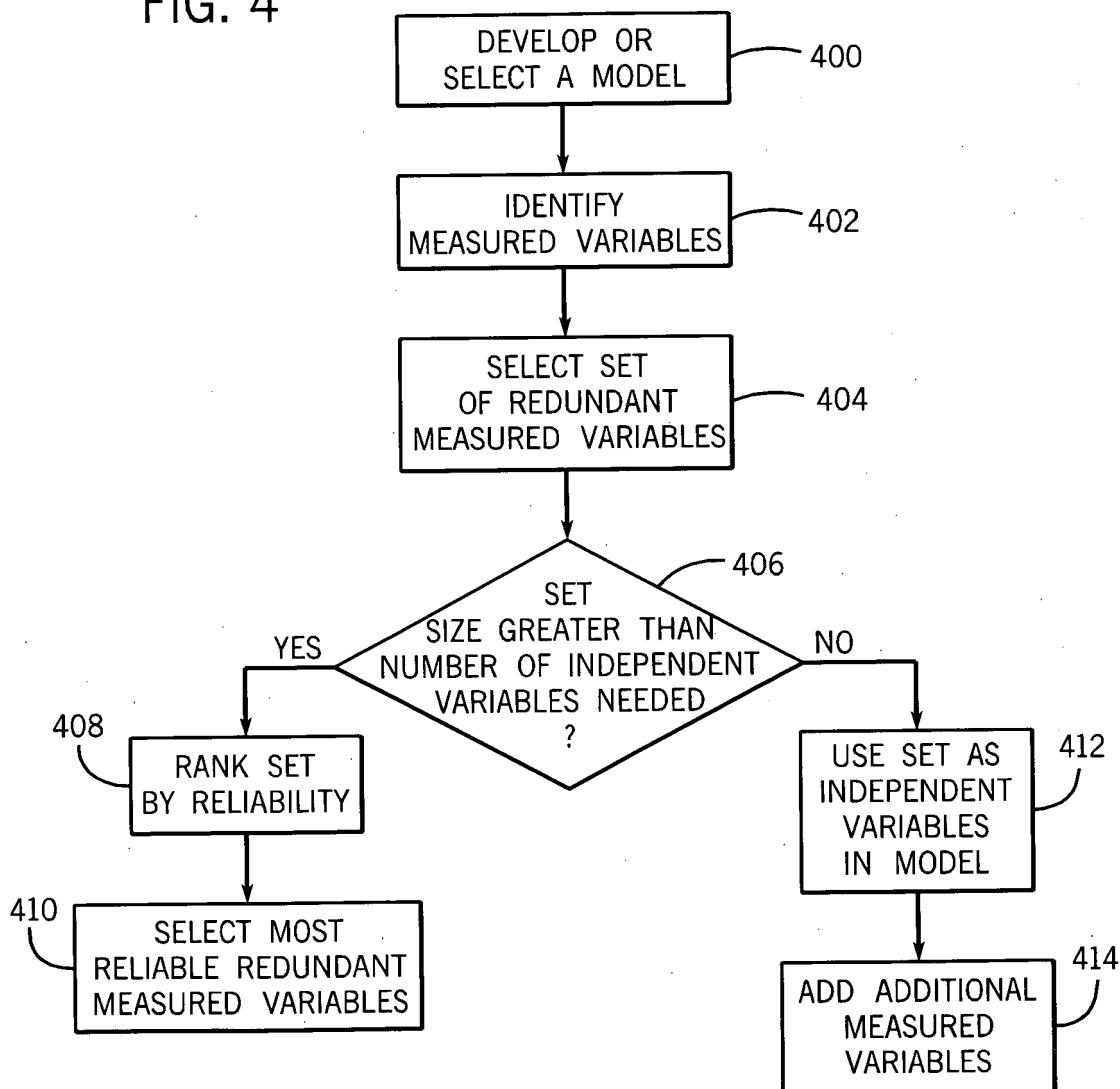 FIG. 4
DEVELOP OR
SELECT A MODEL
400
IDENTIFY
MEASURED VARIABLES
402
SELECT SET
OF REDUNDANT
MEASURED VARIABLES
404
406
SET
SIZE GREATER THAN
NUMBER OF INDEPENDENT
VARIABLES NEEDED
?
YES
NO
408
RANK SET
BY RELIABILITY
412
USE SET AS
INDEPENDENT
VARIABLES
IN MODEL
410
SELECT MOST
RELIABLE REDUNDANT
MEASURED VARIABLES
414
ADD ADDITIONAL
MEASURED
VARIABLES